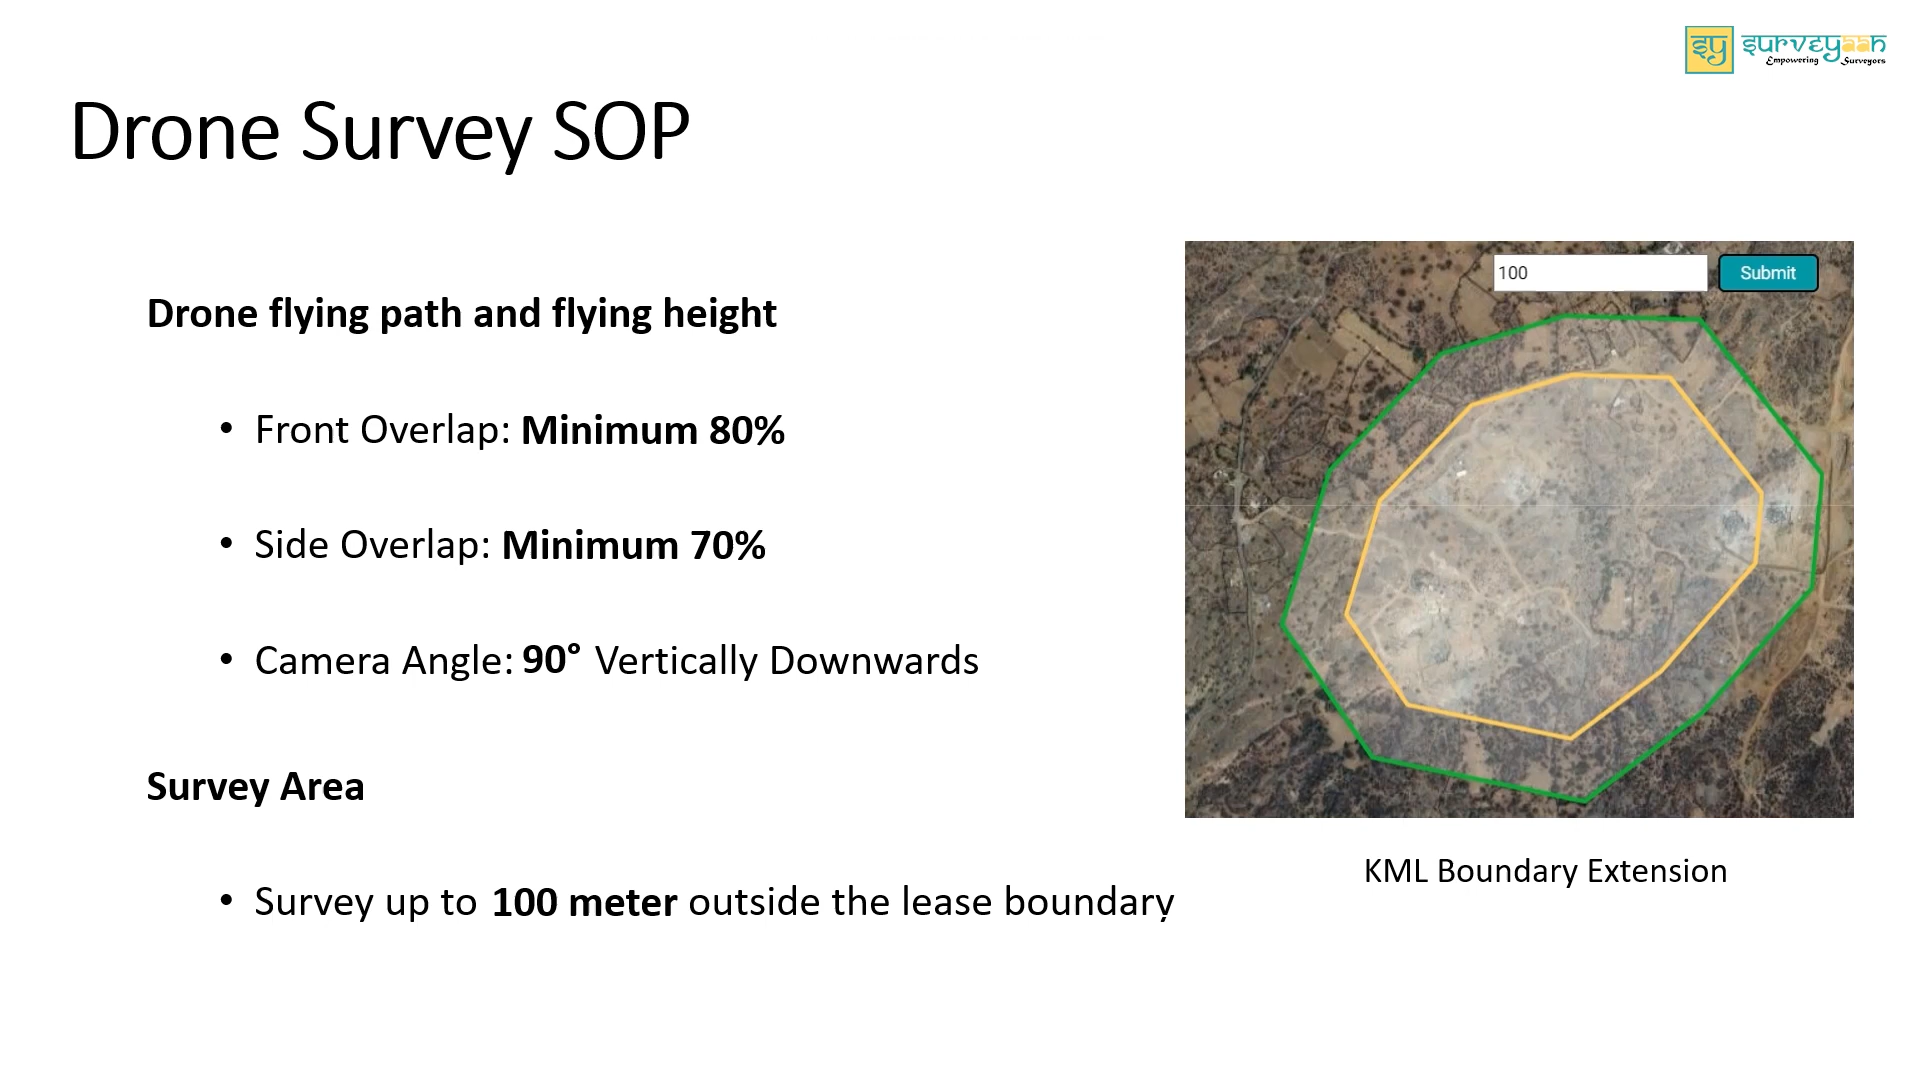 sy surveyaan
Empowering Surveyors
Drone Survey SOP
Drone flying path and flying height
• Front Overlap: Minimum 80%
• Side Overlap: Minimum 70%
• Camera Angle: 90° Vertically Downwards
Survey Area
• Survey up to 100 meter outside the lease boundary
100 Submit
KML Boundary Extension